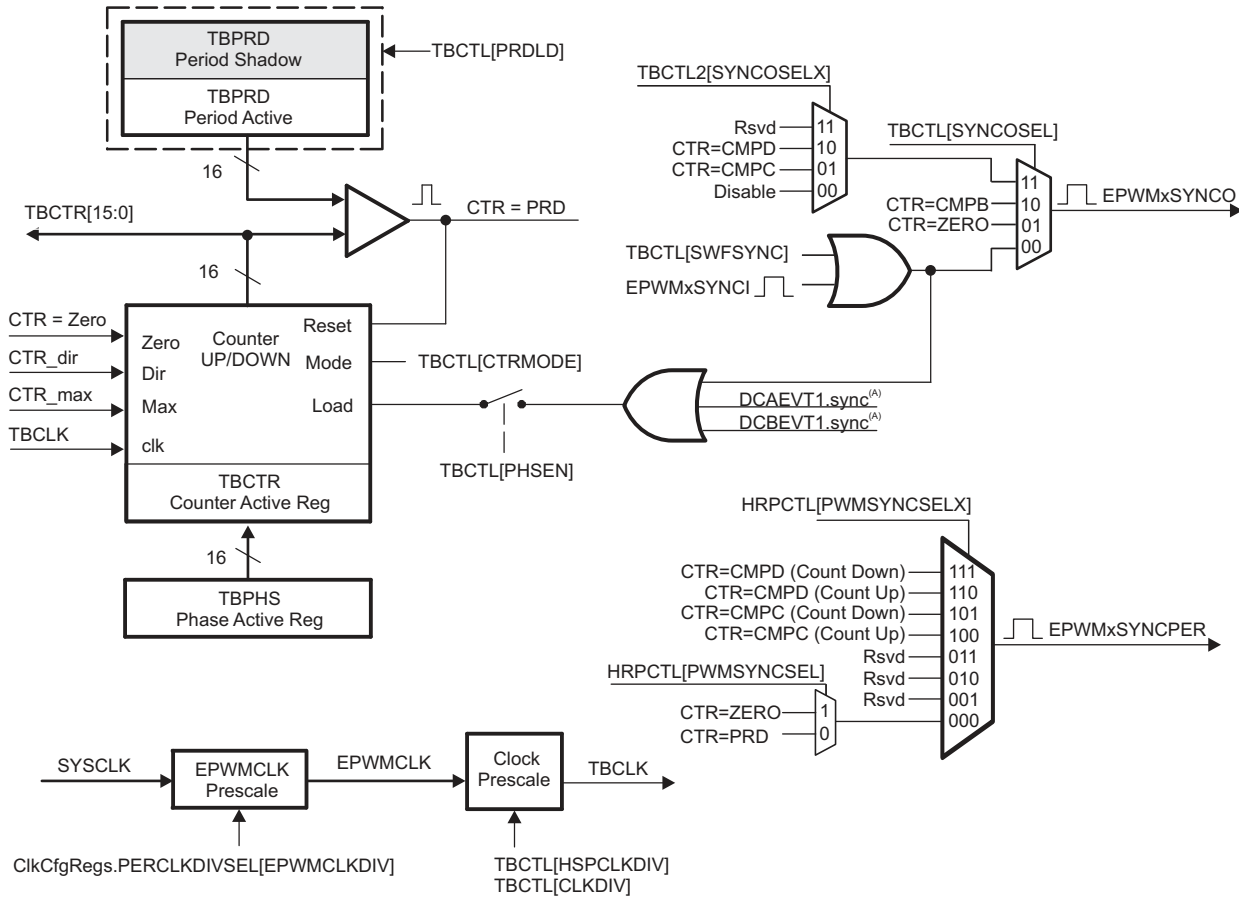 TBPRD
Period Shadow
TBPRD
Period Active
TBCTL[PRDLD]
16
TBCTR[15:0]
CTR = PRD
16
CTR = Zero
CTR_dir
CTR_max
TBCLK
Zero
Dir
Max
clk
Counter
UP/DOWN
Reset
Mode
Load
TBCTR
Counter Active Reg
16
TBPHS
Phase Active Reg
TBCTL[CTRMODE]
TBCTL[PHSEN]
TBCTL2[SYNCOSELX]
Rsvd 11
CTR=CMPD 10
CTR=CMPC 01
Disable 00
TBCTL[SYNCOSEL]
11
CTR=CMPB 10
CTR=ZERO 01
00
EPWMxSYNCO
TBCTL[SWFSYNC]
EPWMxSYNCI
DCAEVT1.sync(A)
DCBEVT1.sync(A)
HRPCTL[PWMSYNCSELX]
CTR=CMPD (Count Down) 111
CTR=CMPD (Count Up) 110
CTR=CMPC (Count Down) 101
CTR=CMPC (Count Up) 100
Rsvd 011
Rsvd 010
Rsvd 001
000
EPWMxSYNCPER
HRPCTL[PWMSYNCSEL]
CTR=ZERO 1
CTR=PRD 0
SYSCLK
EPWMCLK
Prescale
EPWMCLK
Clock
Prescale
TBCLK
ClkCfgRegs.PERCLKDIVSEL[EPWMCLKDIV]
TBCTL[HSPCLKDIV]
TBCTL[CLKDIV]